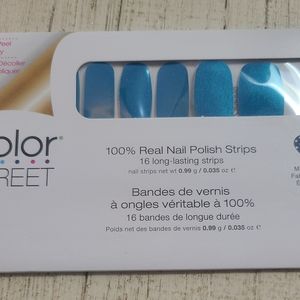 Décoller
olor®
REET
100% Real Nail Polish Strips
16 long-lasting strips
nail strips net wt 0.99 g / 0.035 oz ℮
Bandes de vernis
à ongles véritable à 100%
16 bandes de longue durée
Poids net des bandes de vernis 0.99 g / 0.035 oz ℮